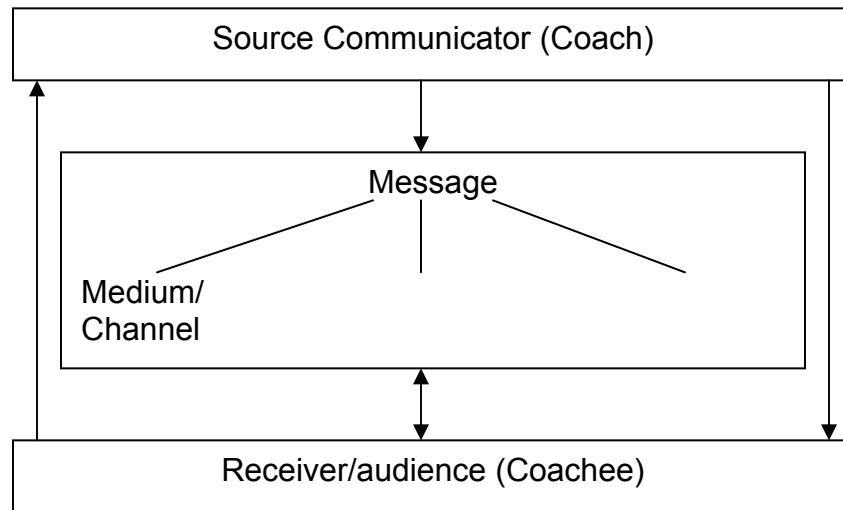 Source Communicator (Coach)
Message
Medium/
Channel
Receiver/audience (Coachee)